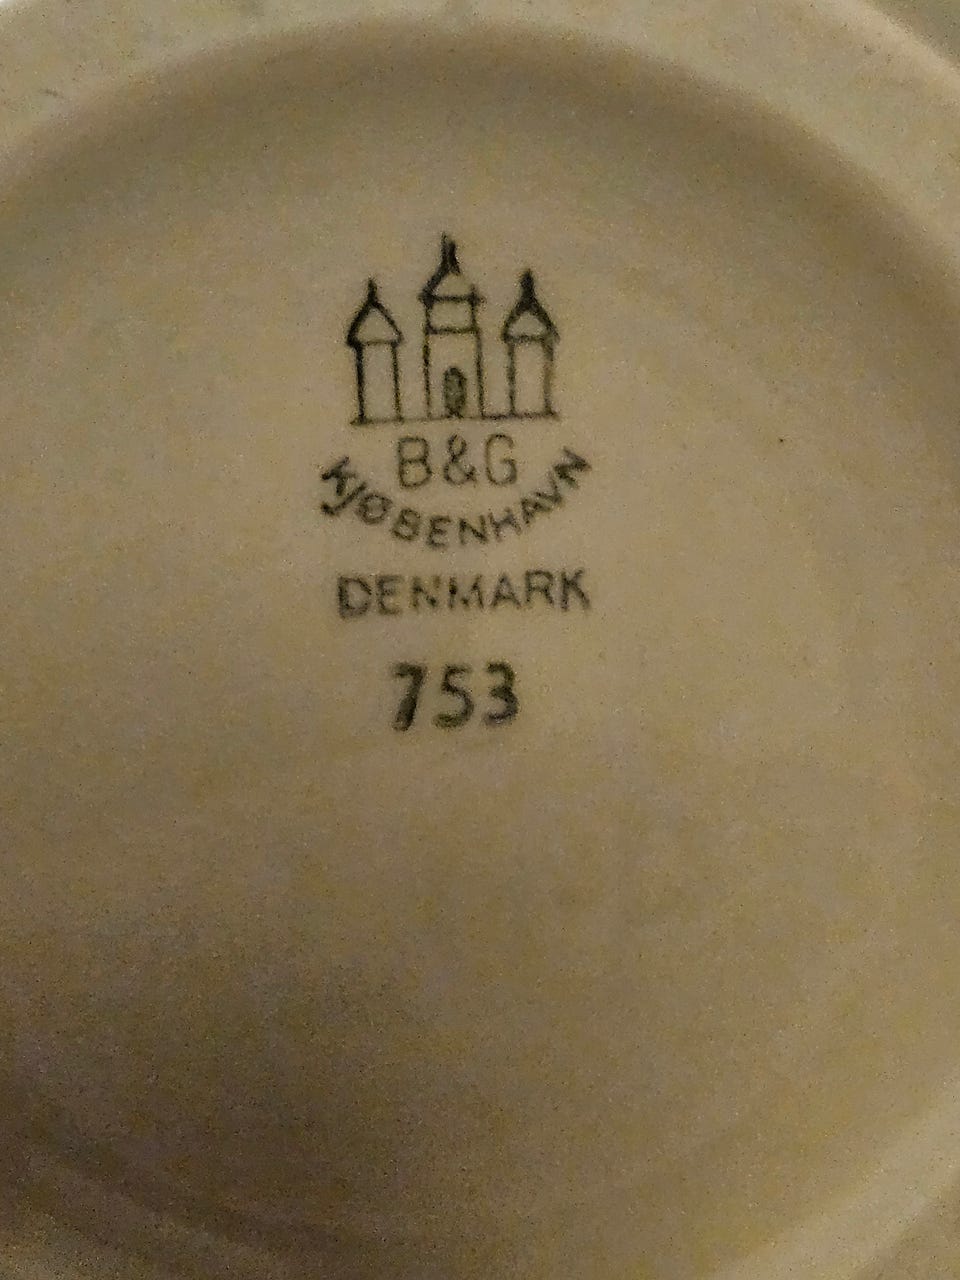 B&G
KJØBENHAVN
DENMARK
753